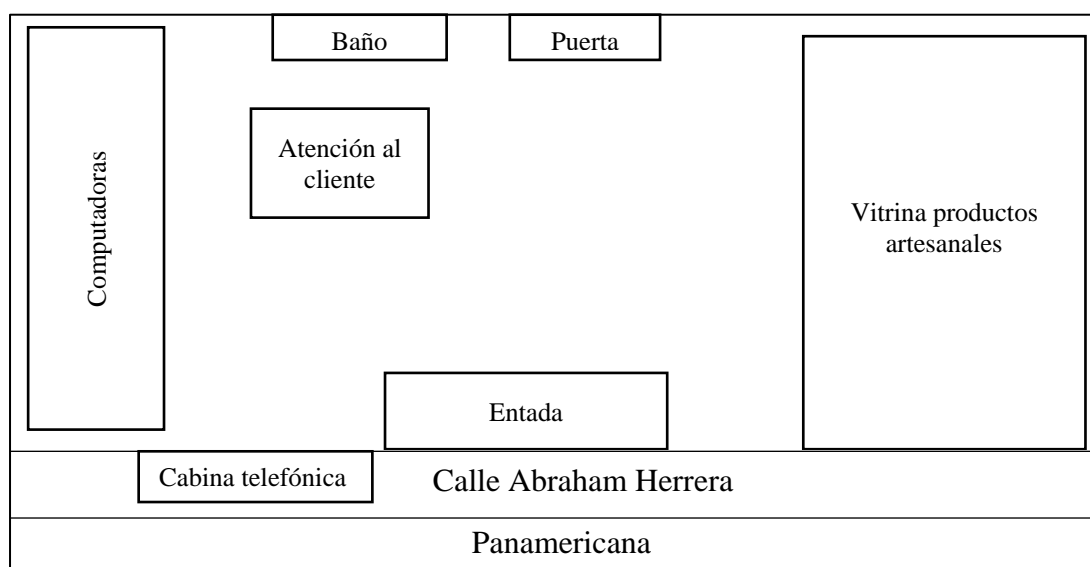 Baño
Puerta
Computadoras
Atención al
cliente
Vitrina productos
artesanales
Entada
Cabina telefónica
Calle Abraham Herrera
Panamericana